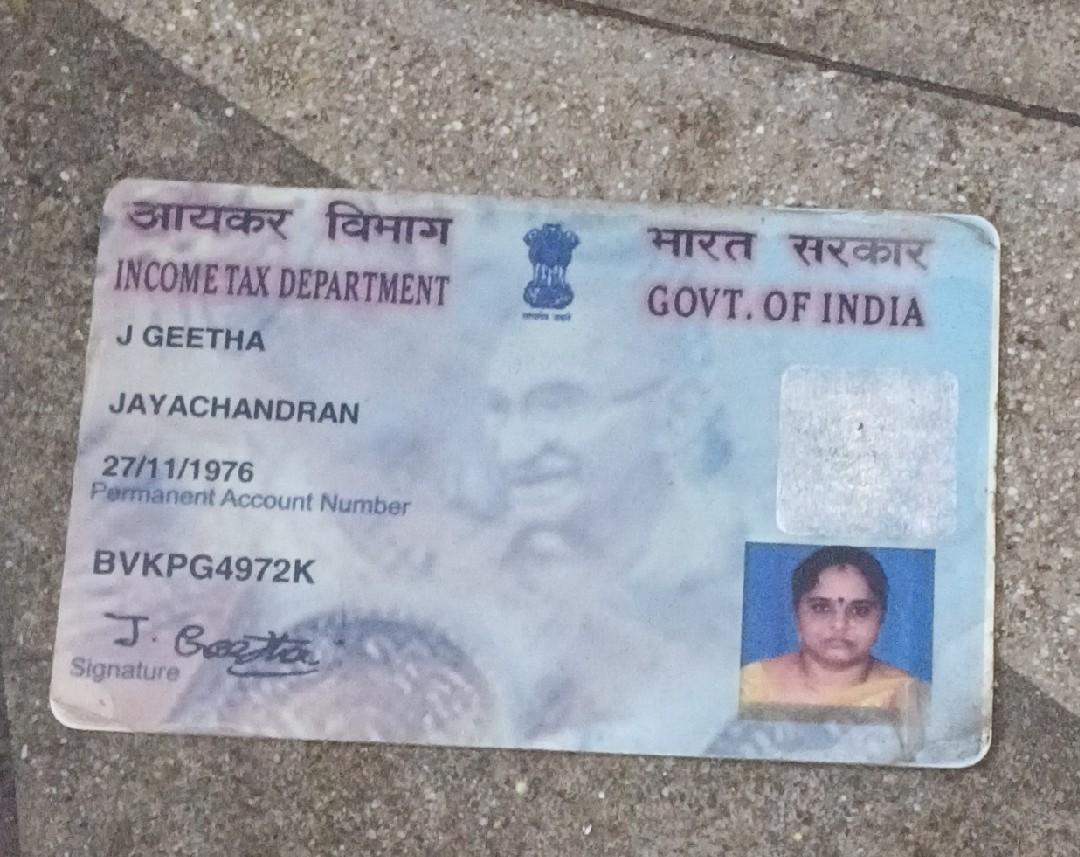 आयकर विभाग
INCOME TAX DEPARTMENT
भारत सरकार
GOVT. OF INDIA
J GEETHA
JAYACHANDRAN
27/11/1976
Permanent Account Number
BVKPG4972K
J. Geetha
Signature